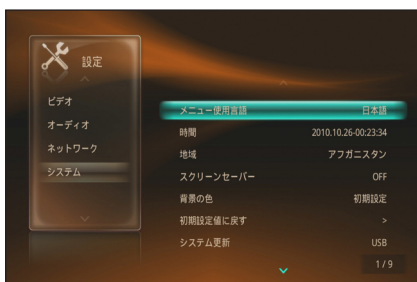 設定
ビデオ
オーディオ
ネットワーク
システム
メニュー使用言語 日本語
時間 2010.10.26-00:23:34
地域 アフガニスタン
スクリーンセーバー OFF
背景の色 初期設定
初期設定値に戻す >
システム更新 USB
1/9